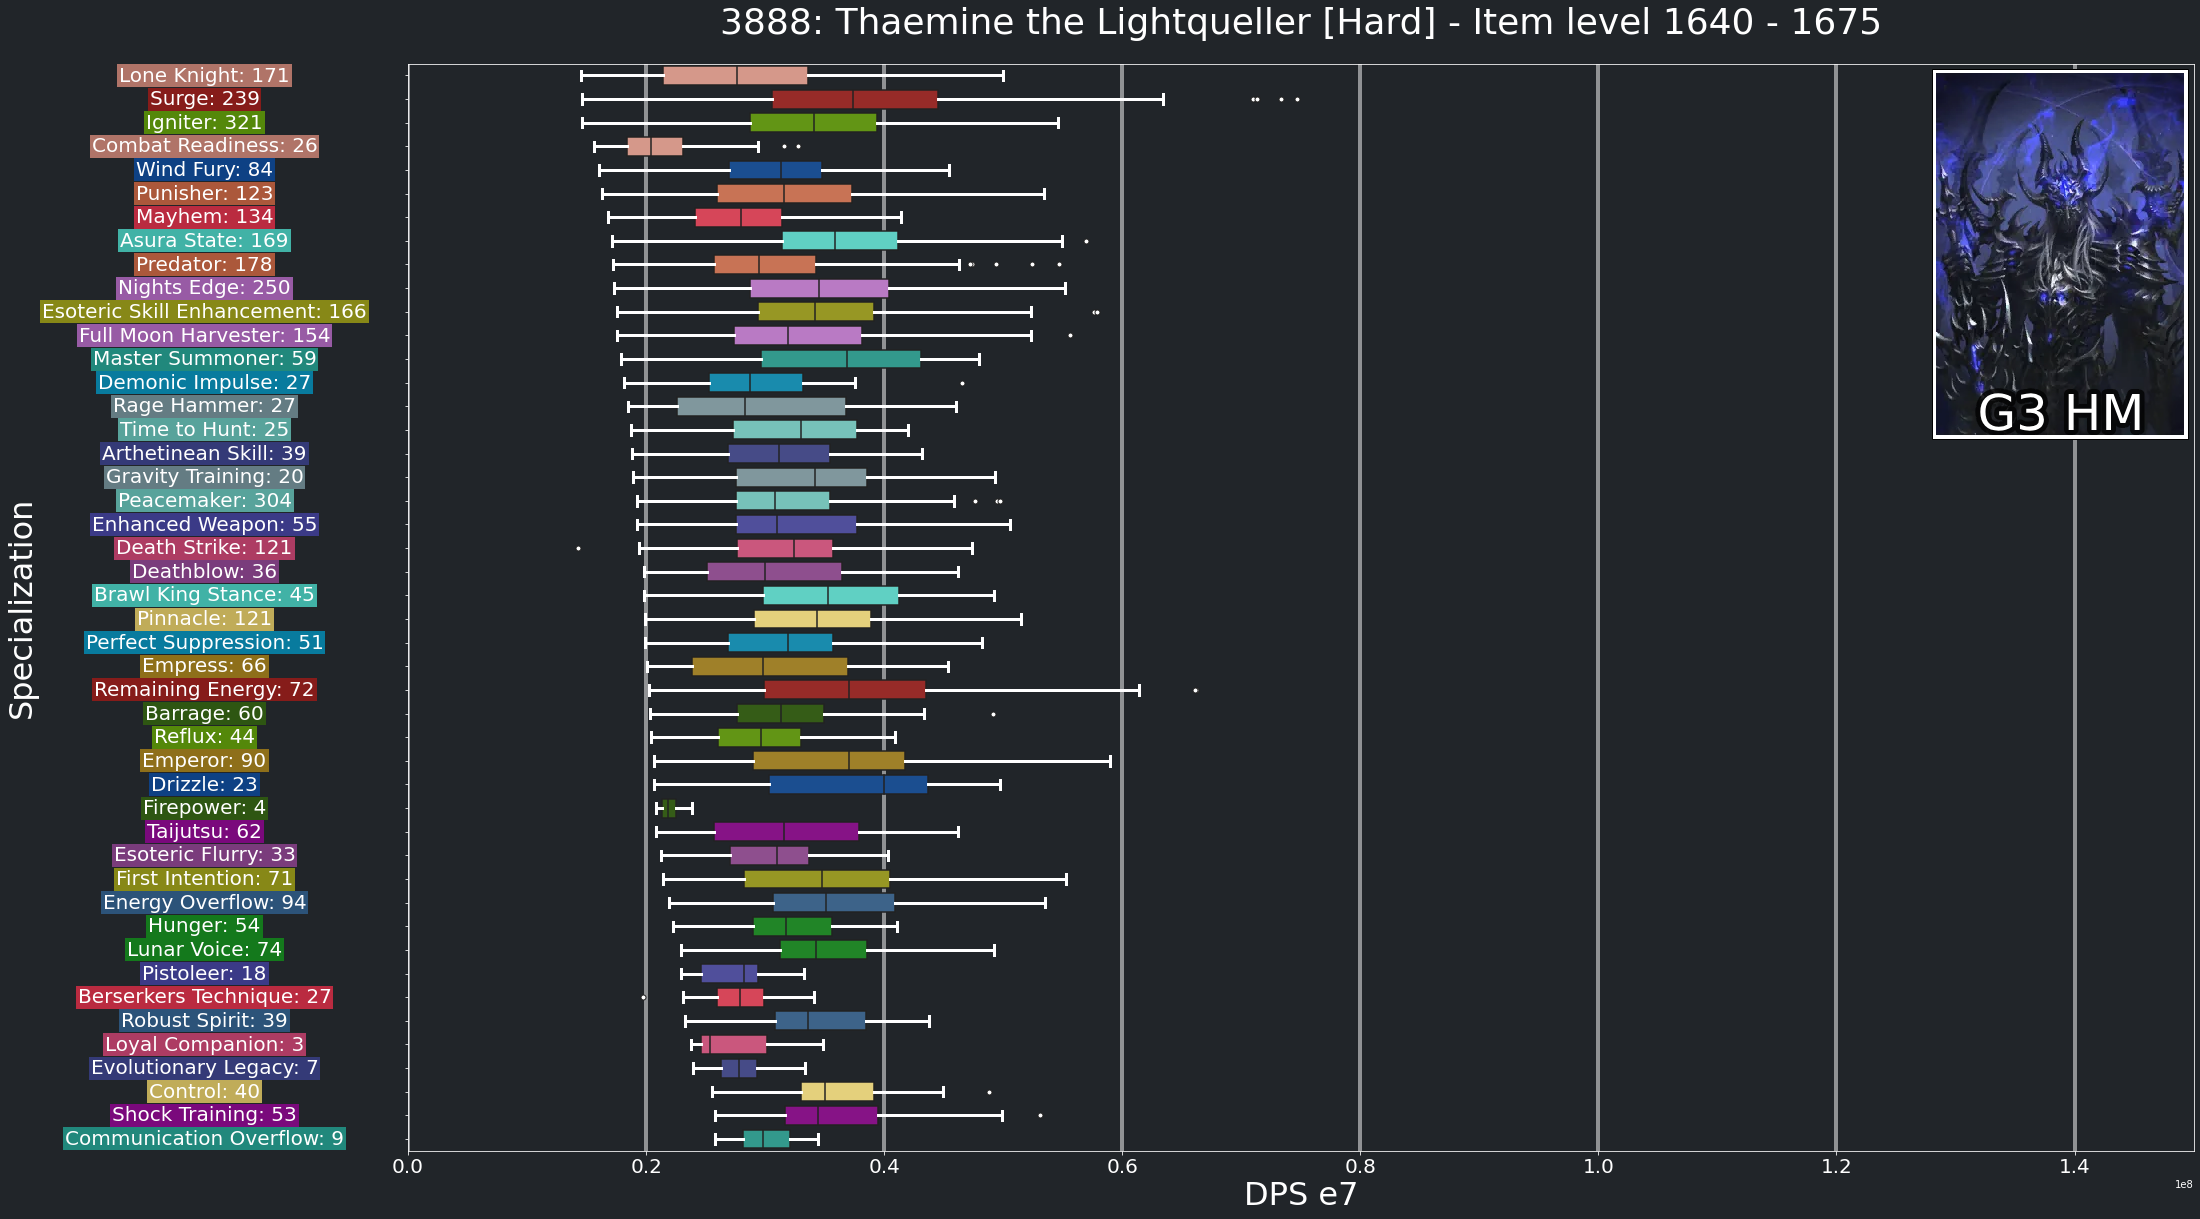 3888: Thaemine the Lightqueller [Hard] - Item level 1640 - 1675
Specialization
Lone Knight: 171
Surge: 239
Igniter: 321
Combat Readiness: 26
Wind Fury: 84
Punisher: 123
Mayhem: 134
Asura State: 169
Predator: 178
Nights Edge: 250
Esoteric Skill Enhancement: 166
Full Moon Harvester: 154
Master Summoner: 59
Demonic Impulse: 27
Rage Hammer: 27
Time to Hunt: 25
Arthetinean Skill: 39
Gravity Training: 20
Peacemaker: 304
Enhanced Weapon: 55
Death Strike: 121
Deathblow: 36
Brawl King Stance: 45
Pinnacle: 121
Perfect Suppression: 51
Empress: 66
Remaining Energy: 72
Barrage: 60
Reflux: 44
Emperor: 90
Drizzle: 23
Firepower: 4
Taijutsu: 62
Esoteric Flurry: 33
First Intention: 71
Energy Overflow: 94
Hunger: 54
Lunar Voice: 74
Pistoleer: 18
Berserkers Technique: 27
Robust Spirit: 39
Loyal Companion: 3
Evolutionary Legacy: 7
Control: 40
Shock Training: 53
Communication Overflow: 9
G3 HM
0.0 0.2 0.4 0.6 0.8 1.0 1.2 1.4
1e8
DPS e7